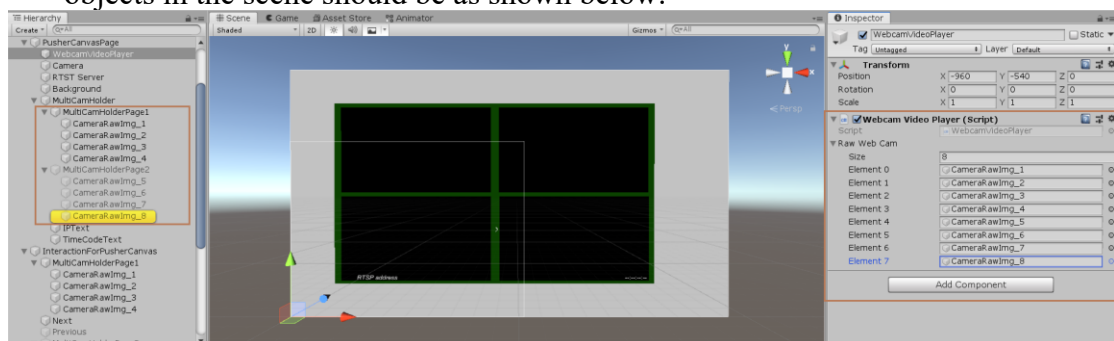 objects in the scene should be as shown below.
Hierarchy
Create
All
PusherCanvasPage
WebcamVideoPlayer
Camera
RTST Server
Background
MultiCamHolder
MultiCamHolderPage1
CameraRawImg_1
CameraRawImg_2
CameraRawImg_3
CameraRawImg_4
MultiCamHolderPage2
CameraRawImg_5
CameraRawImg_6
CameraRawImg_7
CameraRawImg_8
IPText
TimeCodeText
InteractionForPusherCanvas
MultiCamHolderPage1
CameraRawImg_1
CameraRawImg_2
CameraRawImg_3
CameraRawImg_4
Next
Previous
Scene Game Asset Store Animator
Shaded 2D Gizmos All
y
x
Persp
RTSP address
Inspector
WebcamVideoPlayer Static
Tag Untagged Layer Default
Transform
Position X -960 Y -540 Z 0
Rotation X 0 Y 0 Z 0
Scale X 1 Y 1 Z 1
Webcam Video Player (Script)
Script WebcamVideoPlayer
Raw Web Cam
Size 8
Element 0 CameraRawImg_1
Element 1 CameraRawImg_2
Element 2 CameraRawImg_3
Element 3 CameraRawImg_4
Element 4 CameraRawImg_5
Element 5 CameraRawImg_6
Element 6 CameraRawImg_7
Element 7 CameraRawImg_8
Add Component